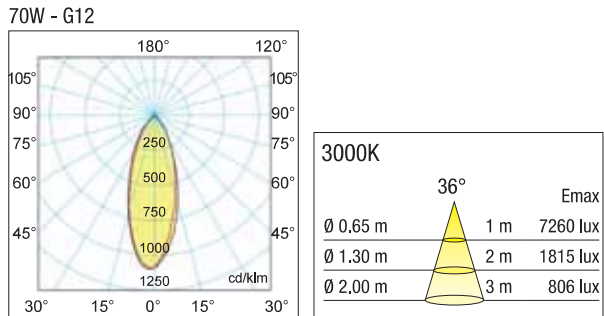 70W - G12
180° 120°
105° 105°
90° 90°
250
75° 75°
500
60° 60°
750
45° 45°
1000
1250 cd/klm
30° 15° 0° 15° 30°
3000K
36° Emax
Ø 0.65 m 1 m 7260 lux
Ø 1.30 m 2 m 1815 lux
Ø 2,00 m 3 m 806 lux